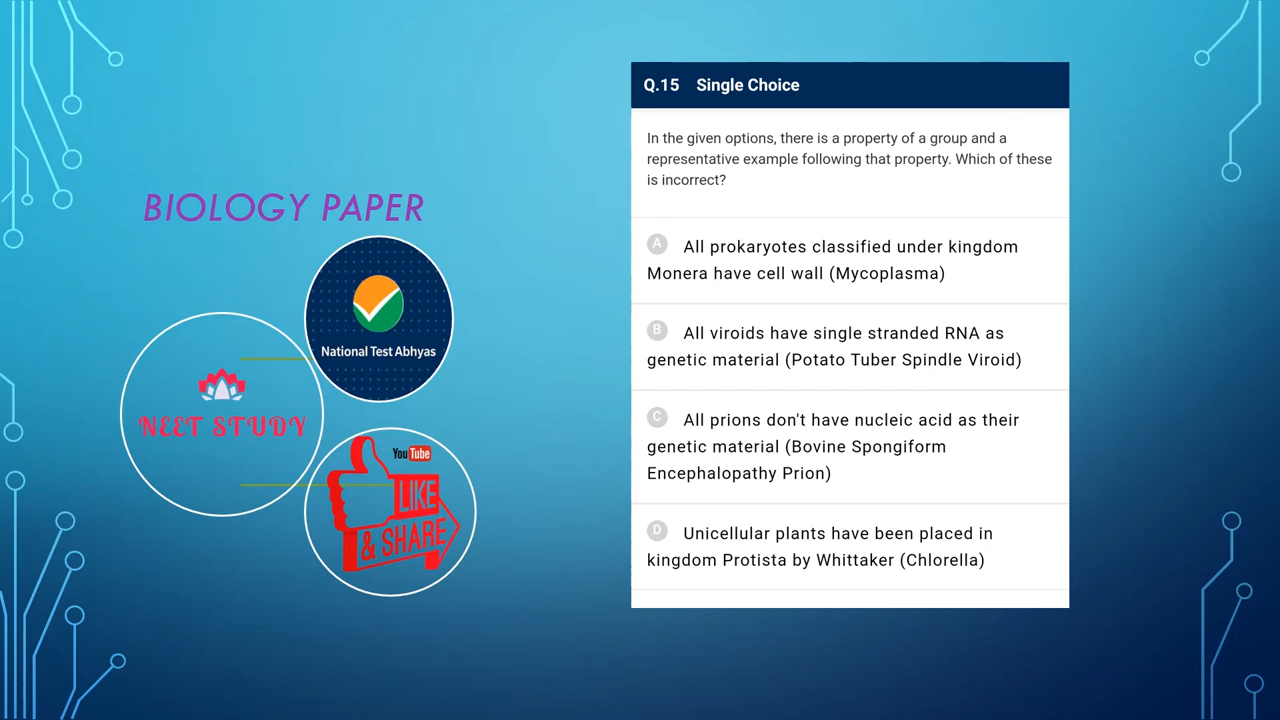 BIOLOGY PAPER
National Test Abhyas
NEET STUDY
YouTube
LIKE
& SHARE
Q.15 Single Choice
In the given options, there is a property of a group and a
representative example following that property. Which of these
is incorrect?
A All prokaryotes classified under kingdom
Monera have cell wall (Mycoplasma)
B All viroids have single stranded RNA as
genetic material (Potato Tuber Spindle Viroid)
C All prions don't have nucleic acid as their
genetic material (Bovine Spongiform
Encephalopathy Prion)
D Unicellular plants have been placed in
kingdom Protista by Whittaker (Chlorella)